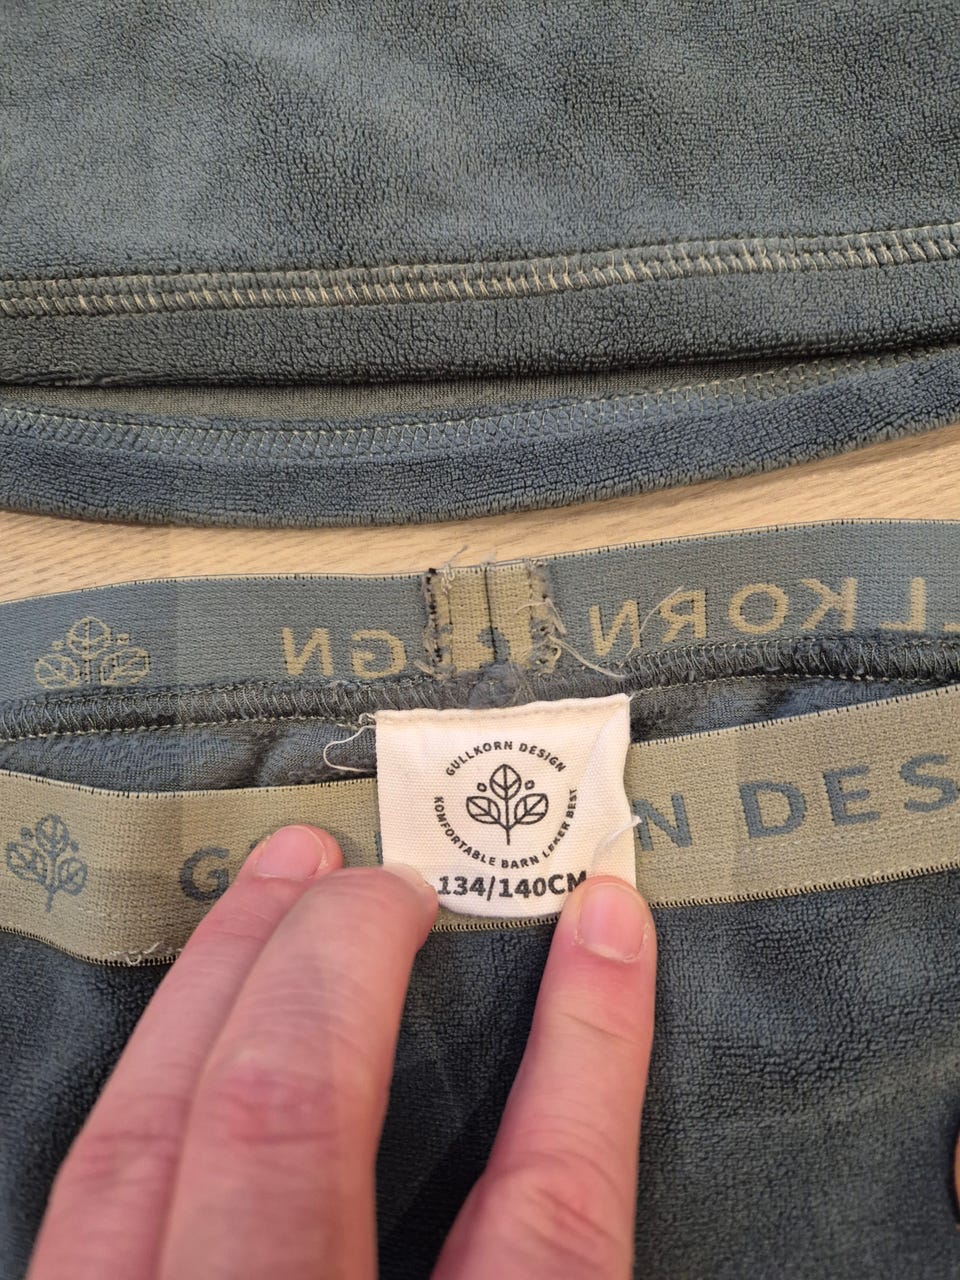 LLKORN
GN
GULLKORN DESIGN
KOMFORTABLE BARN LEKER BEST
134/140CM
G
N DES